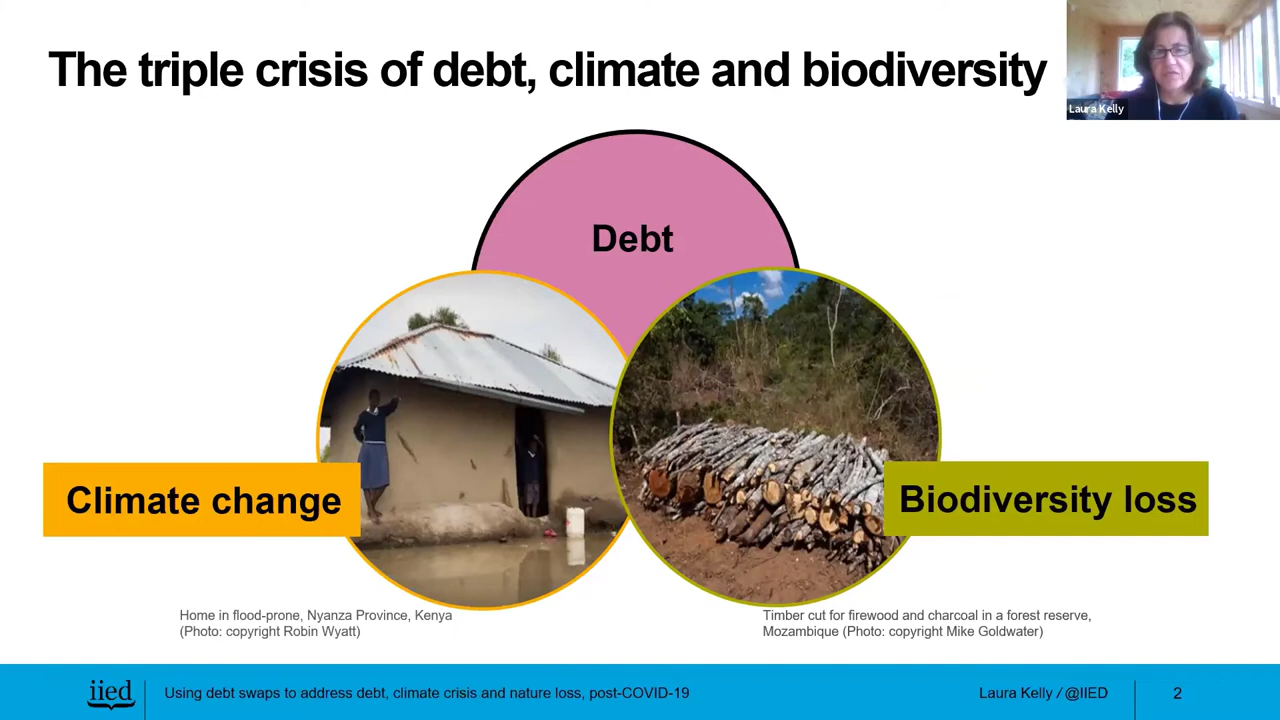 The triple crisis of debt, climate and biodiversity
Laura Kelly
Debt
Climate change
Biodiversity loss
Home in flood-prone, Nyanza Province, Kenya
(Photo: copyright Robin Wyatt)
Timber cut for firewood and charcoal in a forest reserve,
Mozambique (Photo: copyright Mike Goldwater)
iied
Using debt swaps to address debt, climate crisis and nature loss, post-COVID-19
Laura Kelly / @IIED
2